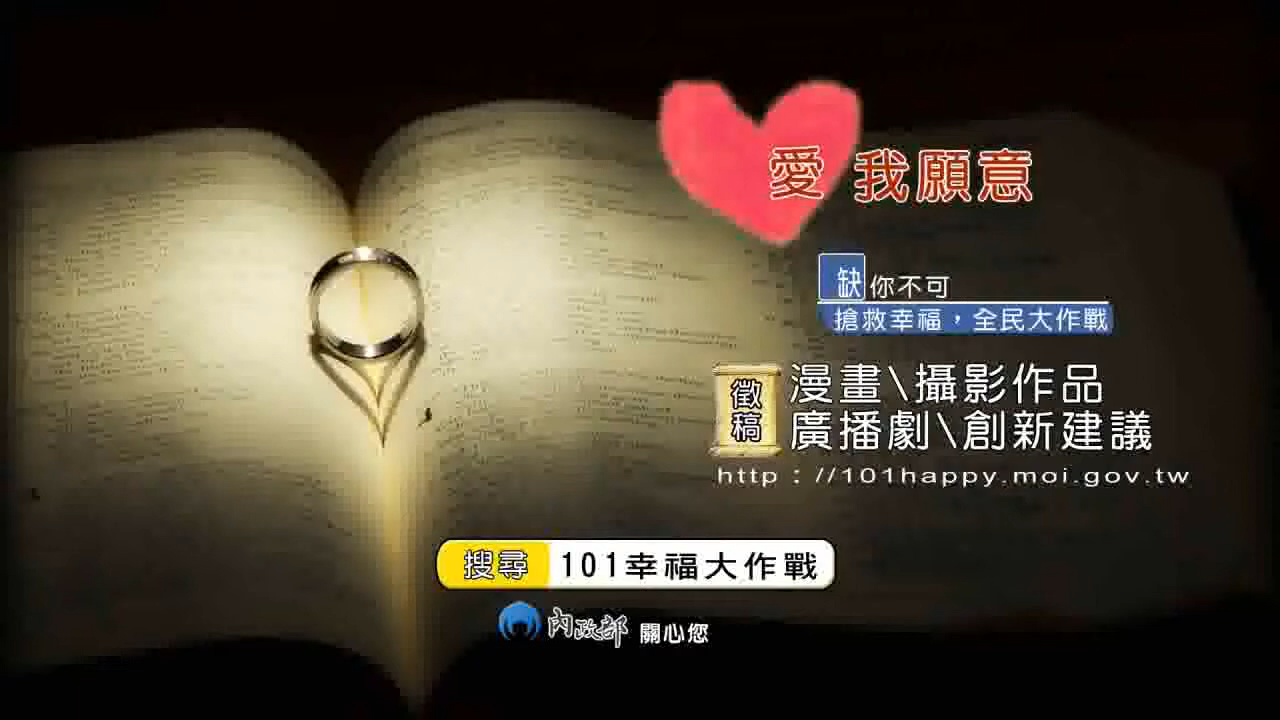 愛 我願意
缺你不可
搶救幸福，全民大作戰
徵稿
漫畫\攝影作品
廣播劇\創新建議
http：//101happy.moi.gov.tw
搜尋 101幸福大作戰
內政部 關心您